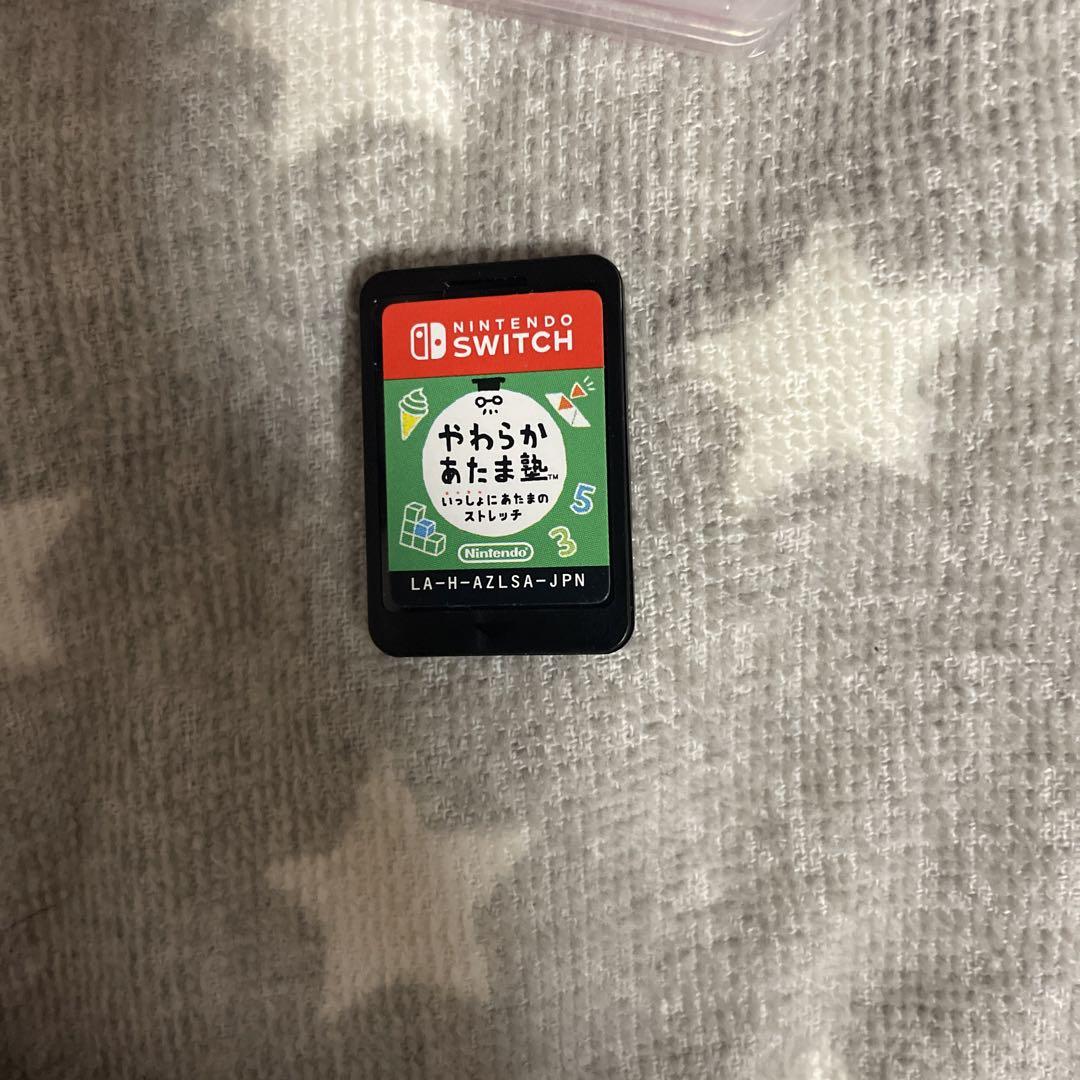 NINTENDO
SWITCH
やわらか
あたま塾™
いっしょにあたまの
ストレッチ
5
3
Nintendo®
LA-H-AZLSA-JPN